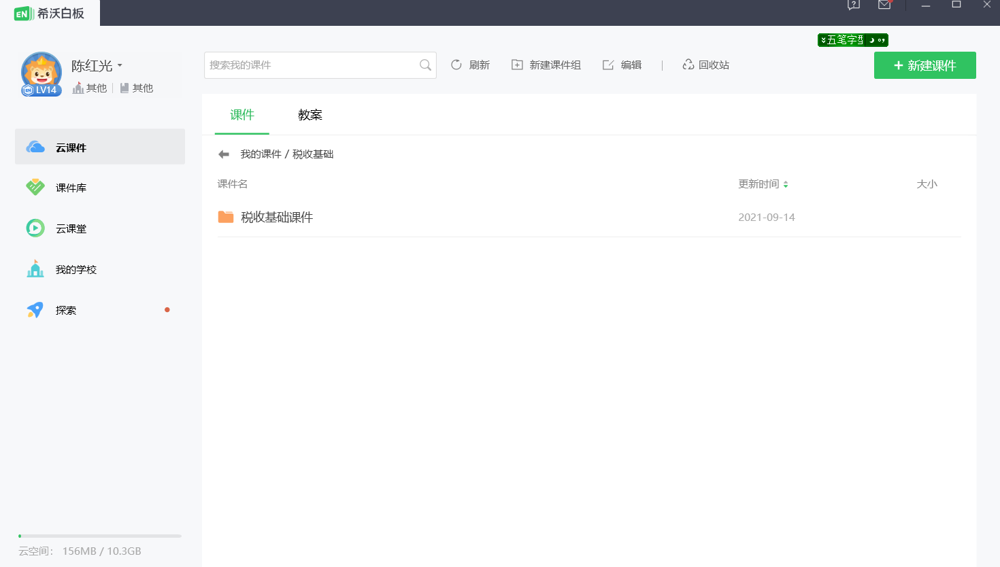 EN 希沃白板
五笔字型
陈红光
LV14
其他 其他
搜索我的课件
刷新
新建课件组
编辑
回收站
+ 新建课件
云课件
课件库
云课堂
我的学校
探索
云空间： 156MB / 10.3GB
课件 教案
我的课件 / 税收基础
课件名 更新时间 大小
税收基础课件 2021-09-14